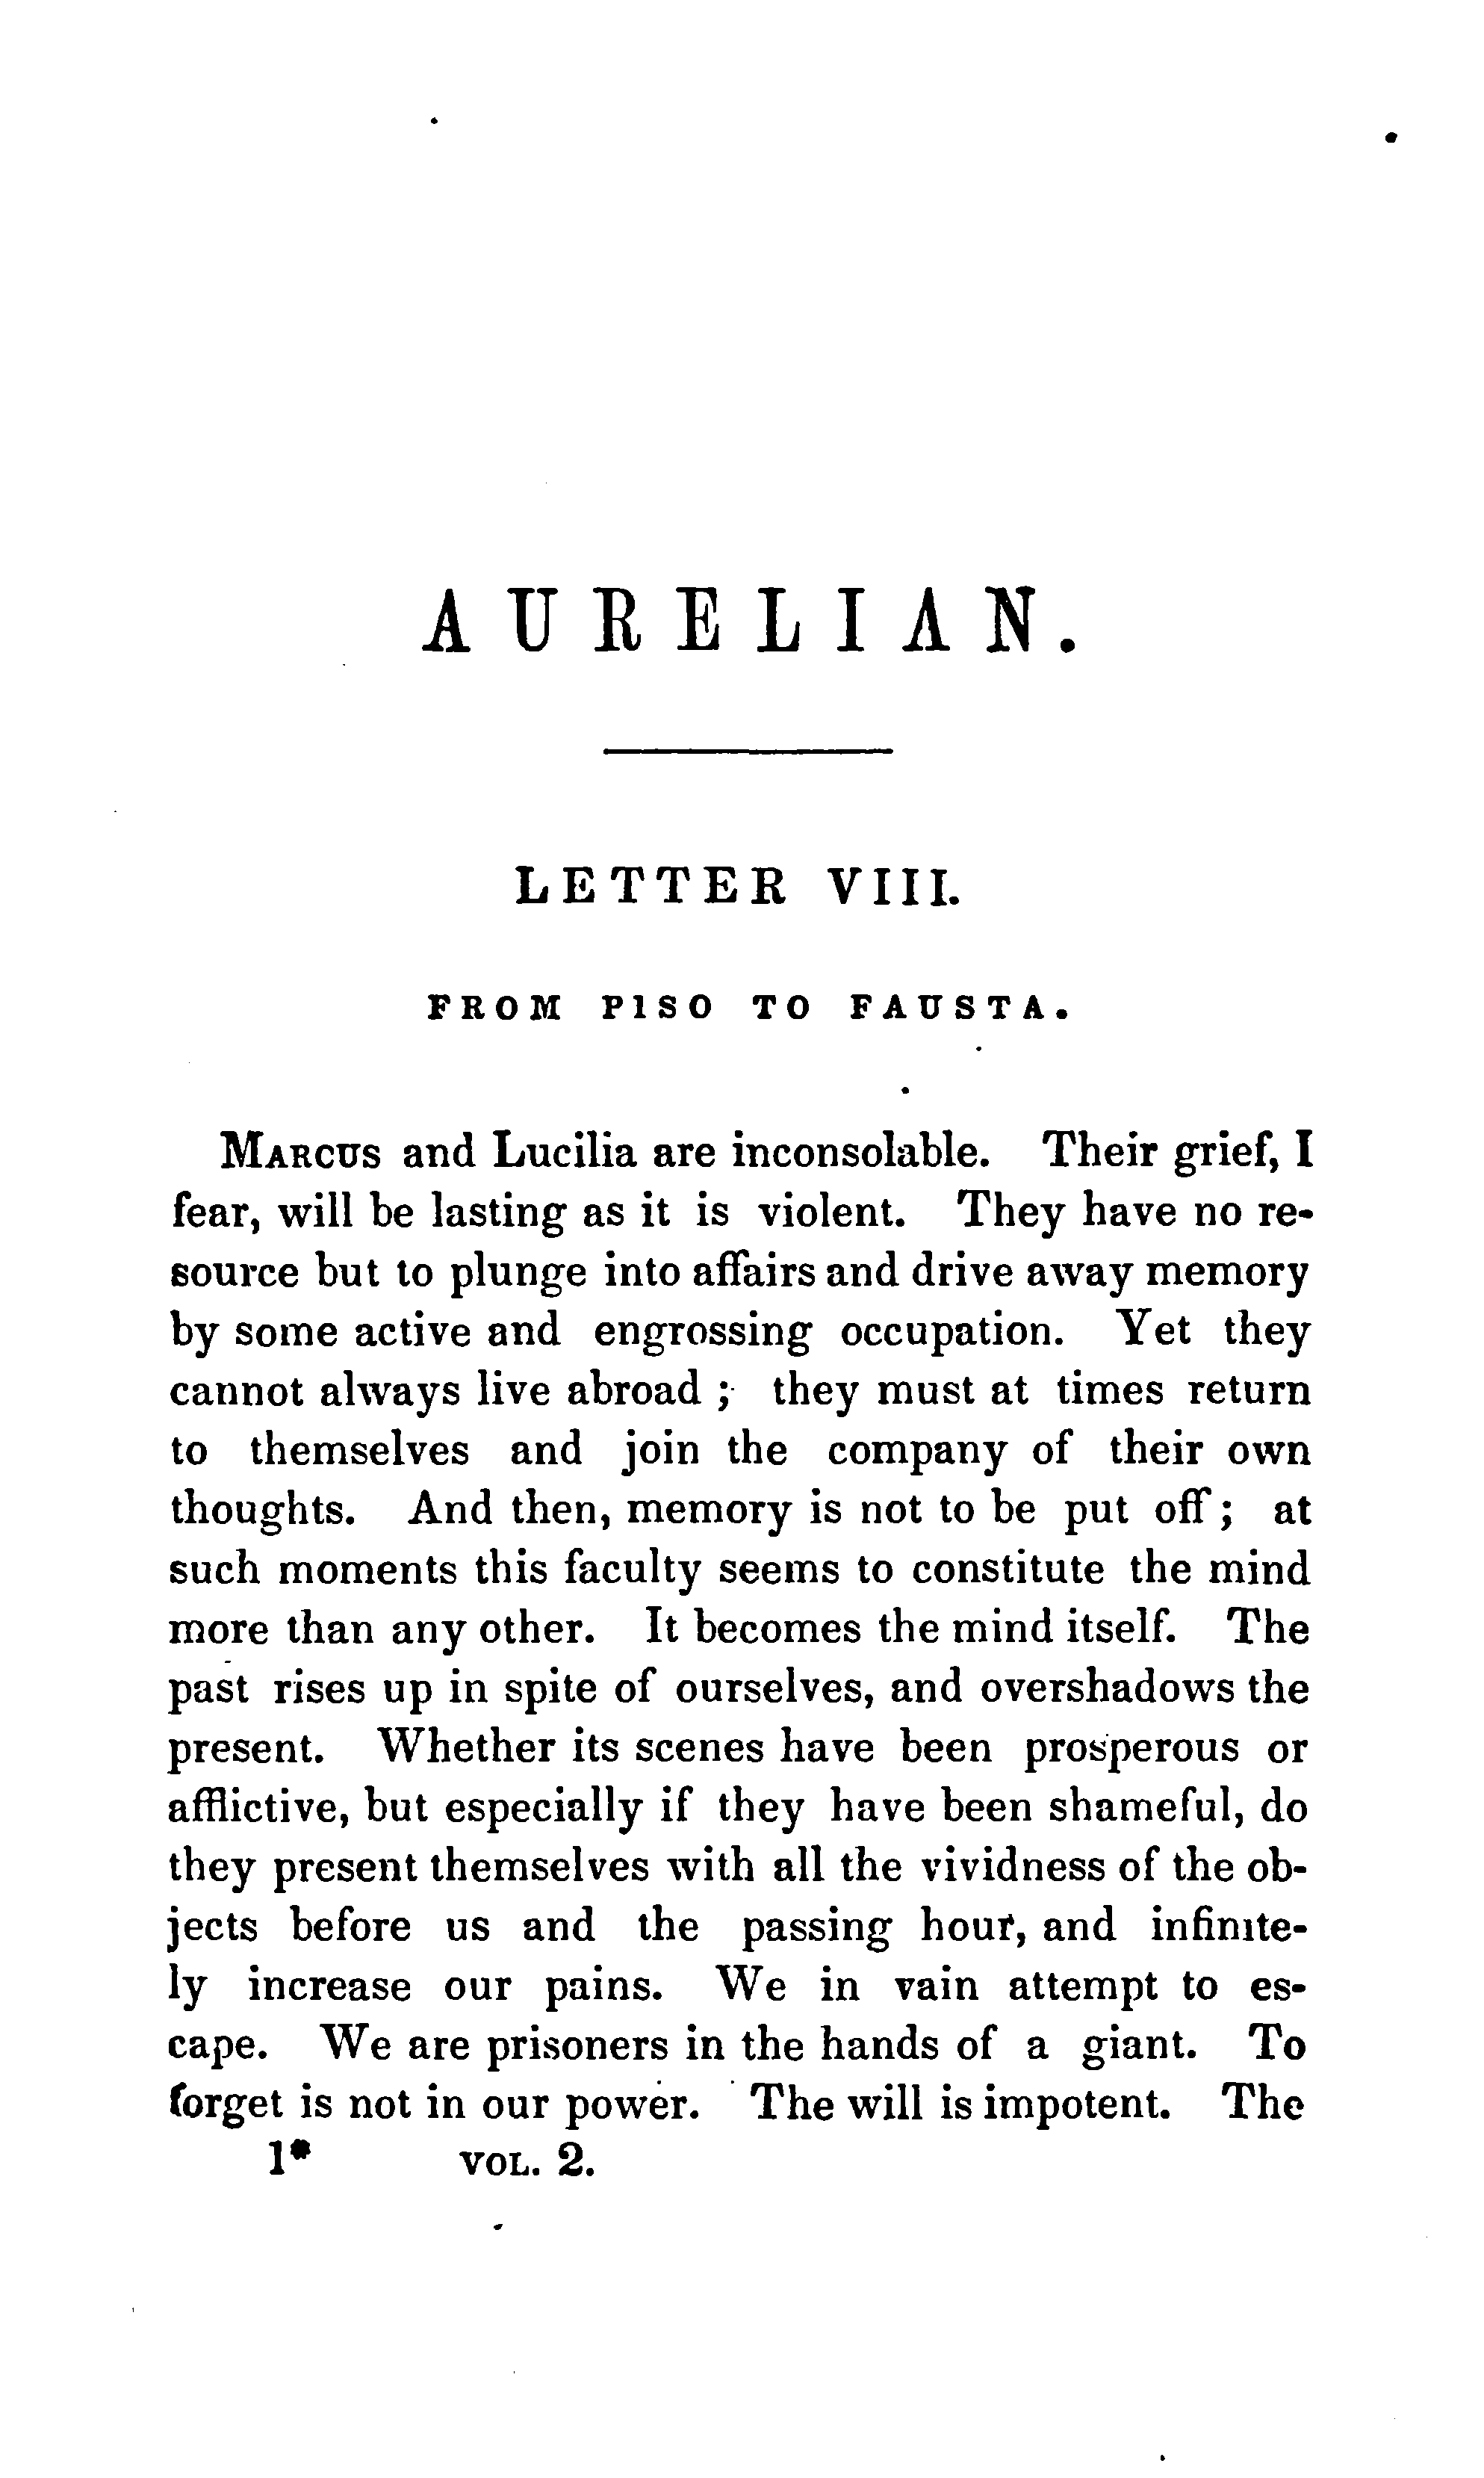 AURELIAN.
LETTER VIII.
FROM PISO TO FAUSTA.
MARCUS and Lucilia are inconsolable. Their grief, I
fear, will be lasting as it is violent. They have no re-
source but to plunge into affairs and drive away memory
by some active and engrossing occupation. Yet they
cannot always live abroad ; they must at times return
to themselves and join the company of their own
thoughts. And then, memory is not to be put off ; at
such moments this faculty seems to constitute the mind
more than any other. It becomes the mind itself. The
past rises up in spite of ourselves, and overshadows the
present. Whether its scenes have been prosperous or
afflictive, but especially if they have been shameful, do
they present themselves with all the vividness of the ob-
jects before us and the passing hour, and infinite-
ly increase our pains. We in vain attempt to es-
cape. We are prisoners in the hands of a giant. To
forget is not in our power. The will is impotent. The
1* VOL. 2.